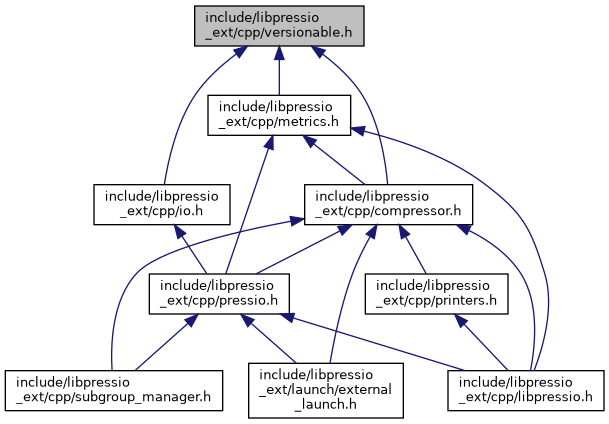 include/libpressio
_ext/cpp/versionable.h
include/libpressio
_ext/cpp/metrics.h
include/libpressio
_ext/cpp/io.h
include/libpressio
_ext/cpp/compressor.h
include/libpressio
_ext/cpp/pressio.h
include/libpressio
_ext/cpp/printers.h
include/libpressio
_ext/cpp/subgroup_manager.h
include/libpressio
_ext/launch/external
_launch.h
include/libpressio
_ext/cpp/libpressio.h